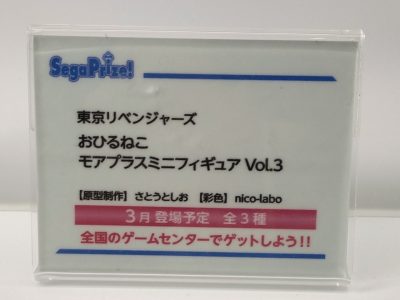 SegaPrize!
東京リベンジャーズ
おひるねこ
モアプラスミニフィギュア Vol.3
【原型制作】 さとうとしお 【彩色】 nico-labo
3月 登場予定 全3種
全国のゲームセンターでゲットしよう!!